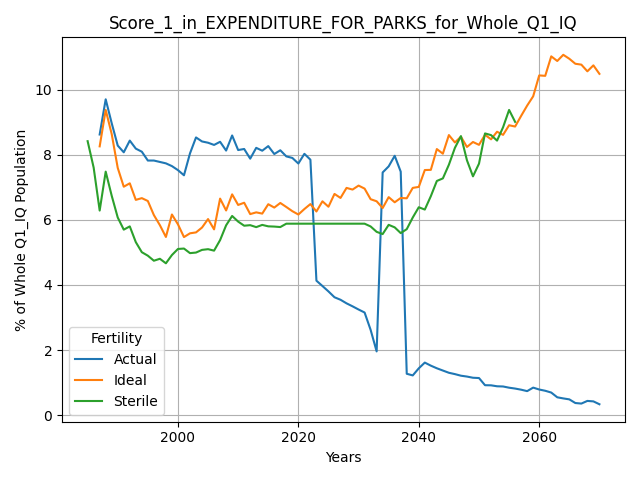 Score_1_in_EXPENDITURE_FOR_PARKS_for_Whole_Q1_IQ
% of Whole Q1_IQ Population
10
8
6
4
2
0
Fertility
Actual
Ideal
Sterile
2000
2020
2040
2060
Years